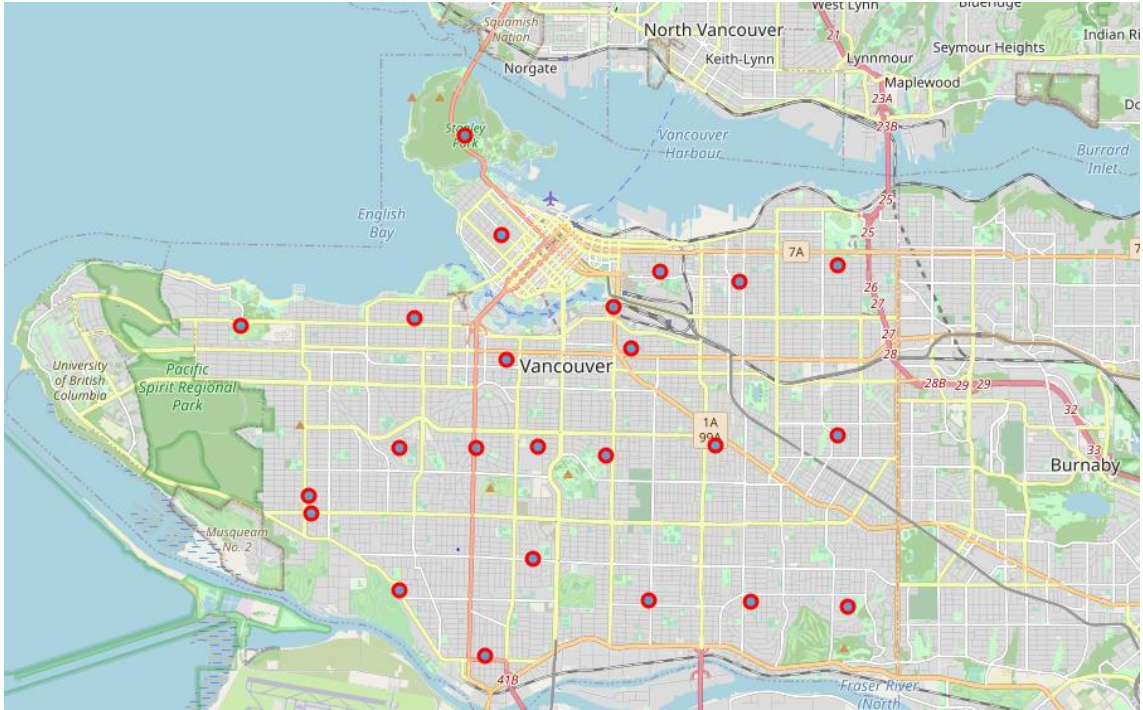 West Lynn
Blueridge
Squamish
Nation
North Vancouver
21
Indian Ri
Seymour Heights
Keith-Lynn
Lynnmour
Norgate
Maplewood
23A
Do
Stanley
Park
23B
Vancouver
Harbour
Burrard
Inlet
25
English
Bay
25
7A
7
26
27
University
of British
Columbia
Pacific
Spirit Regional
Park
27
28
Vancouver
28B
29
29
32
1A
99A
33
Burnaby
Musqueam
No. 2
41B
Fraser River
(North